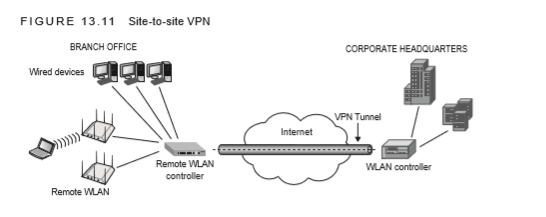 FIGURE 13.11 Site-to-site VPN
BRANCH OFFICE
CORPORATE HEADQUARTERS
Wired devices
VPN Tunnel
Internet
Remote WLAN
controller
WLAN controller
Remote WLAN